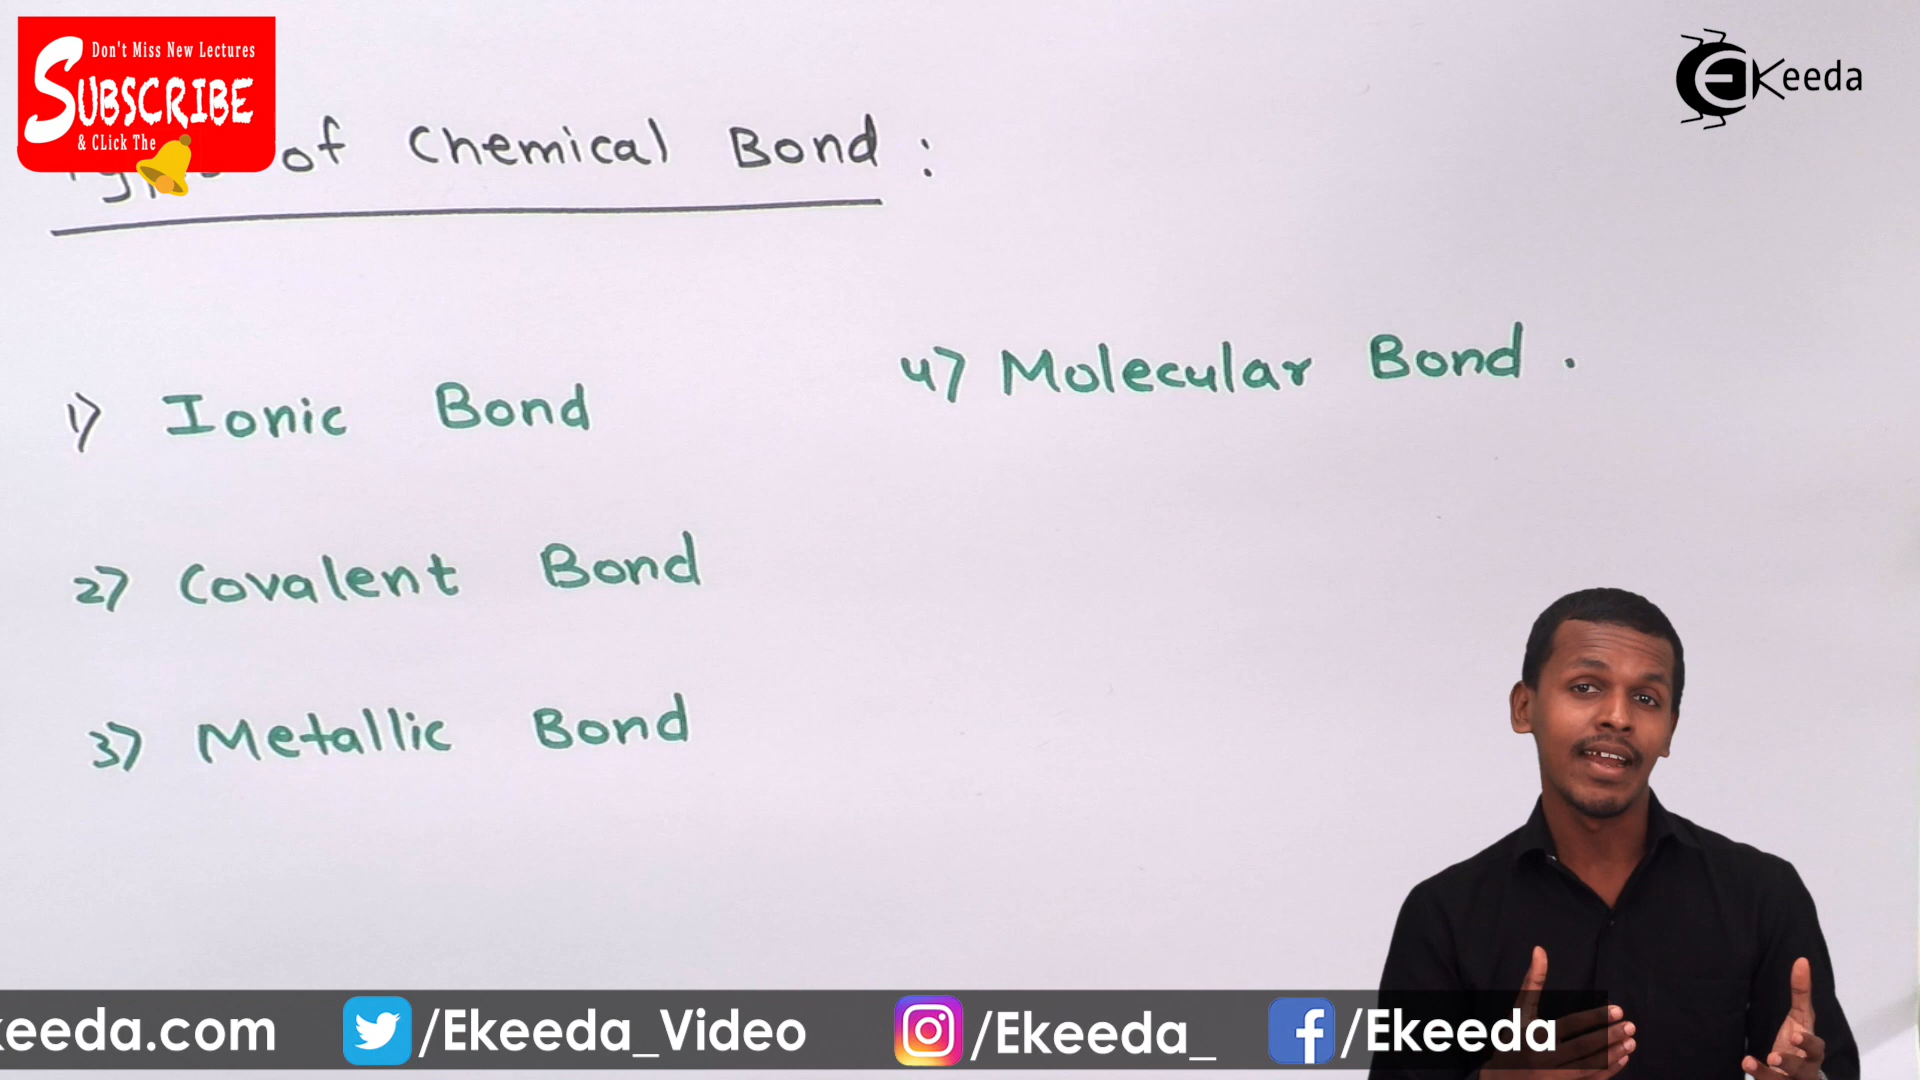 Don't Miss New Lectures
SUBSCRIBE
& CLick The
of Chemical Bond :
EKeeda
1) Ionic Bond
2) Covalent Bond
3) Metallic Bond
4) Molecular Bond .
keeda.com
/Ekeeda_Video
/Ekeeda_
/Ekeeda